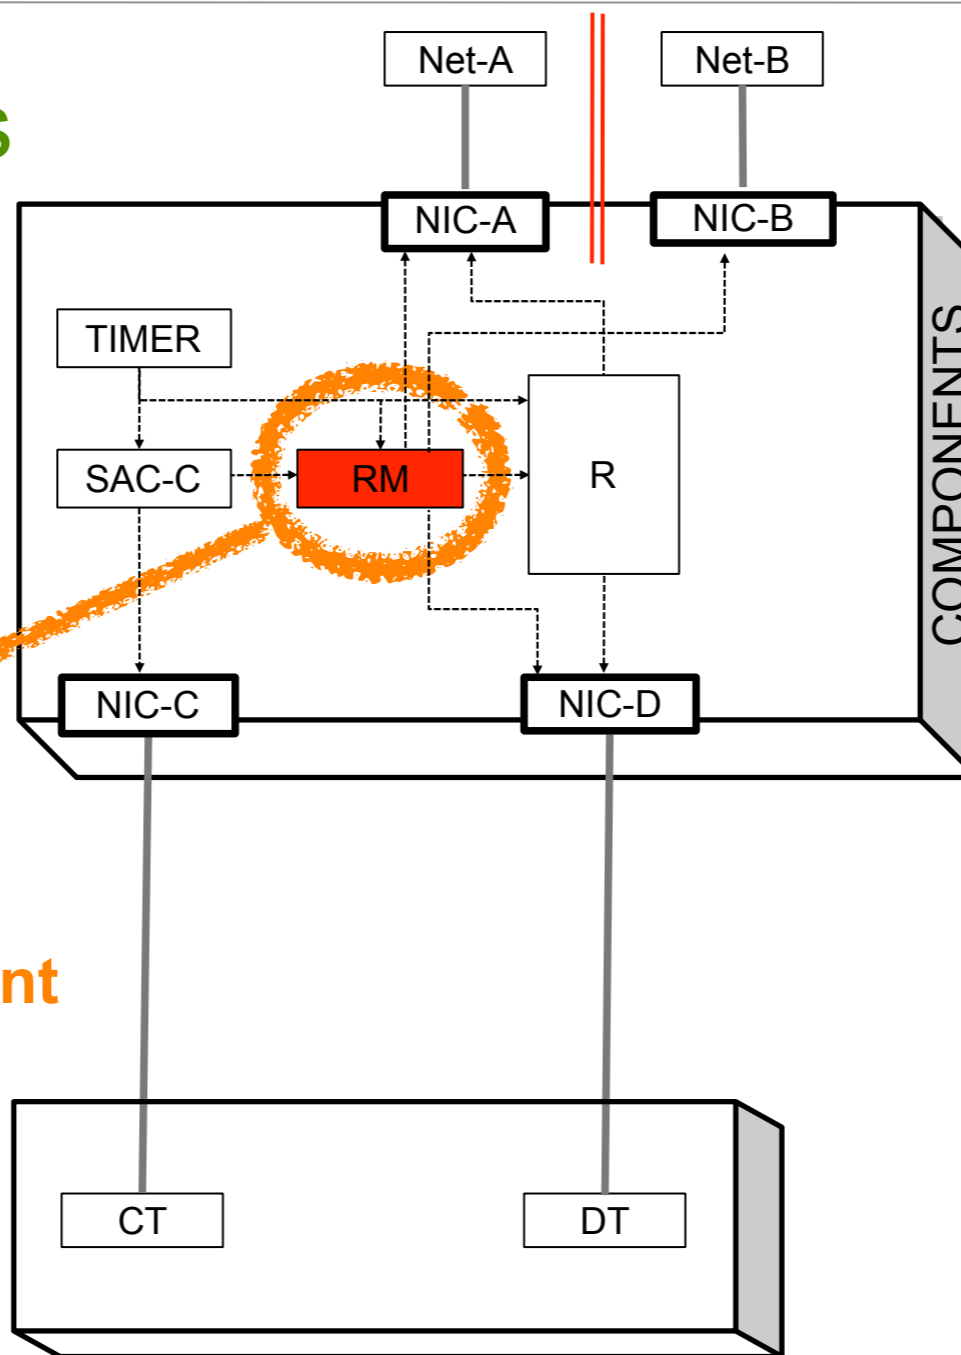 Net-A
Net-B
s
NIC-A
NIC-B
TIMER
SAC-C
RM
R
COMPONENTS
NIC-C
NIC-D
nt
CT
DT